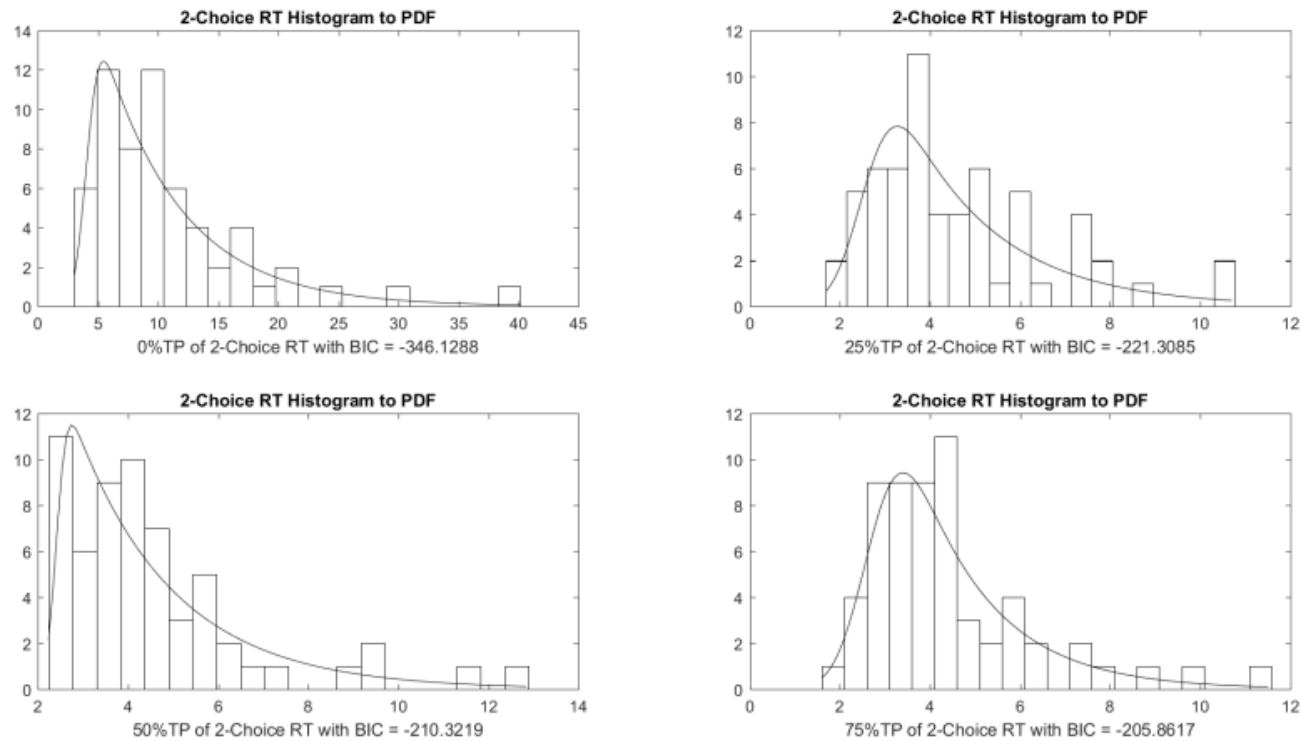 2-Choice RT Histogram to PDF
14
12
10
8
6
4
2
0
0 5 10 15 20 25 30 35 40 45
0%TP of 2-Choice RT with BIC = -346.1288
2-Choice RT Histogram to PDF
12
10
8
6
4
2
0
0 2 4 6 8 10 12
25%TP of 2-Choice RT with BIC = -221.3085
2-Choice RT Histogram to PDF
12
10
8
6
4
2
0
2 4 6 8 10 12 14
50%TP of 2-Choice RT with BIC = -210.3219
2-Choice RT Histogram to PDF
12
10
8
6
4
2
0
0 2 4 6 8 10 12
75%TP of 2-Choice RT with BIC = -205.8617